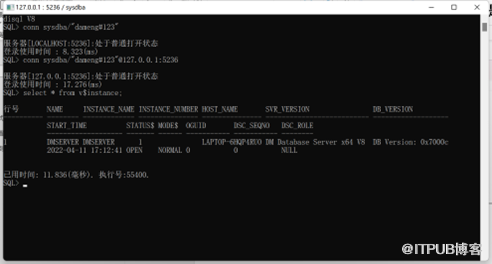 127.0.0.1 : 5236 / sysdba
disql V8
SQL> conn sysdba/"dameng#123"
服务器[LOCALHOST:5236]:处于普通打开状态
登录使用时间 : 8.323(ms)
SQL> conn sysdba/"dameng#123"@127.0.0.1:5236
服务器[127.0.0.1:5236]:处于普通打开状态
登录使用时间 : 17.276(ms)
SQL> select * from v$instance;
行号 NAME INSTANCE_NAME INSTANCE_NUMBER HOST_NAME SVR_VERSION DB_VERSION
START_TIME STATUS$ MODE$ OGUID DSC_SEQNO DSC_ROLE
1 DMSERVER DMSERVER 1 LAPTOP-6HQP4RUO DM Database Server x64 V8 DB Version: 0x7000c
2022-04-11 17:12:41 OPEN NORMAL 0 0 NULL
已用时间: 11.836(毫秒). 执行号:55400.
SQL>
@ITPUB博客